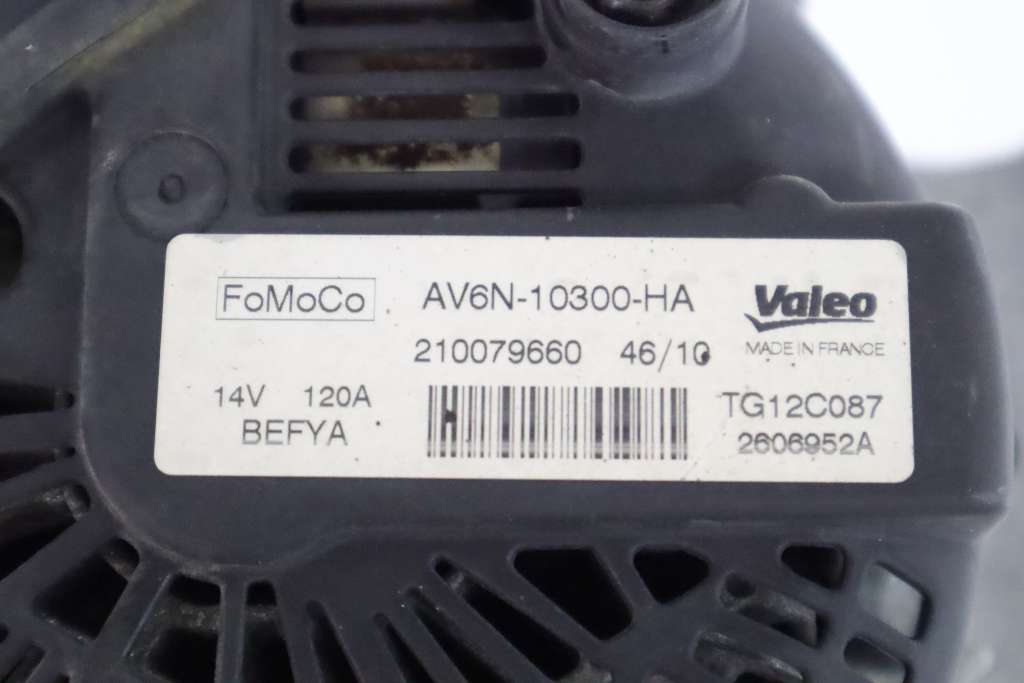 FoMoCo
AV6N-10300-HA
Valeo
210079660 46/10
MADE IN FRANCE
14V 120A
TG12C087
BEFYA
2606952A